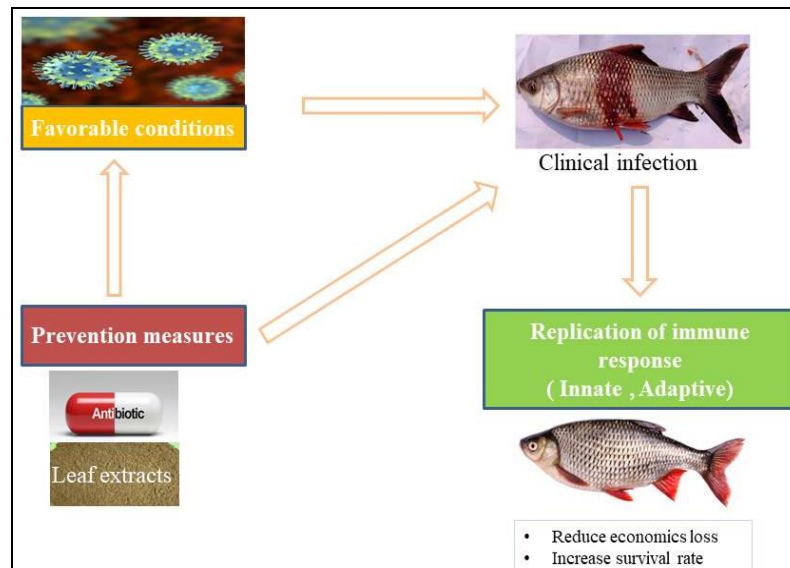 Favorable conditions
Clinical infection
Prevention measures
Antibiotic
Leaf extracts
Replication of immune
response
( Innate , Adaptive)
• Reduce economics loss
• Increase survival rate